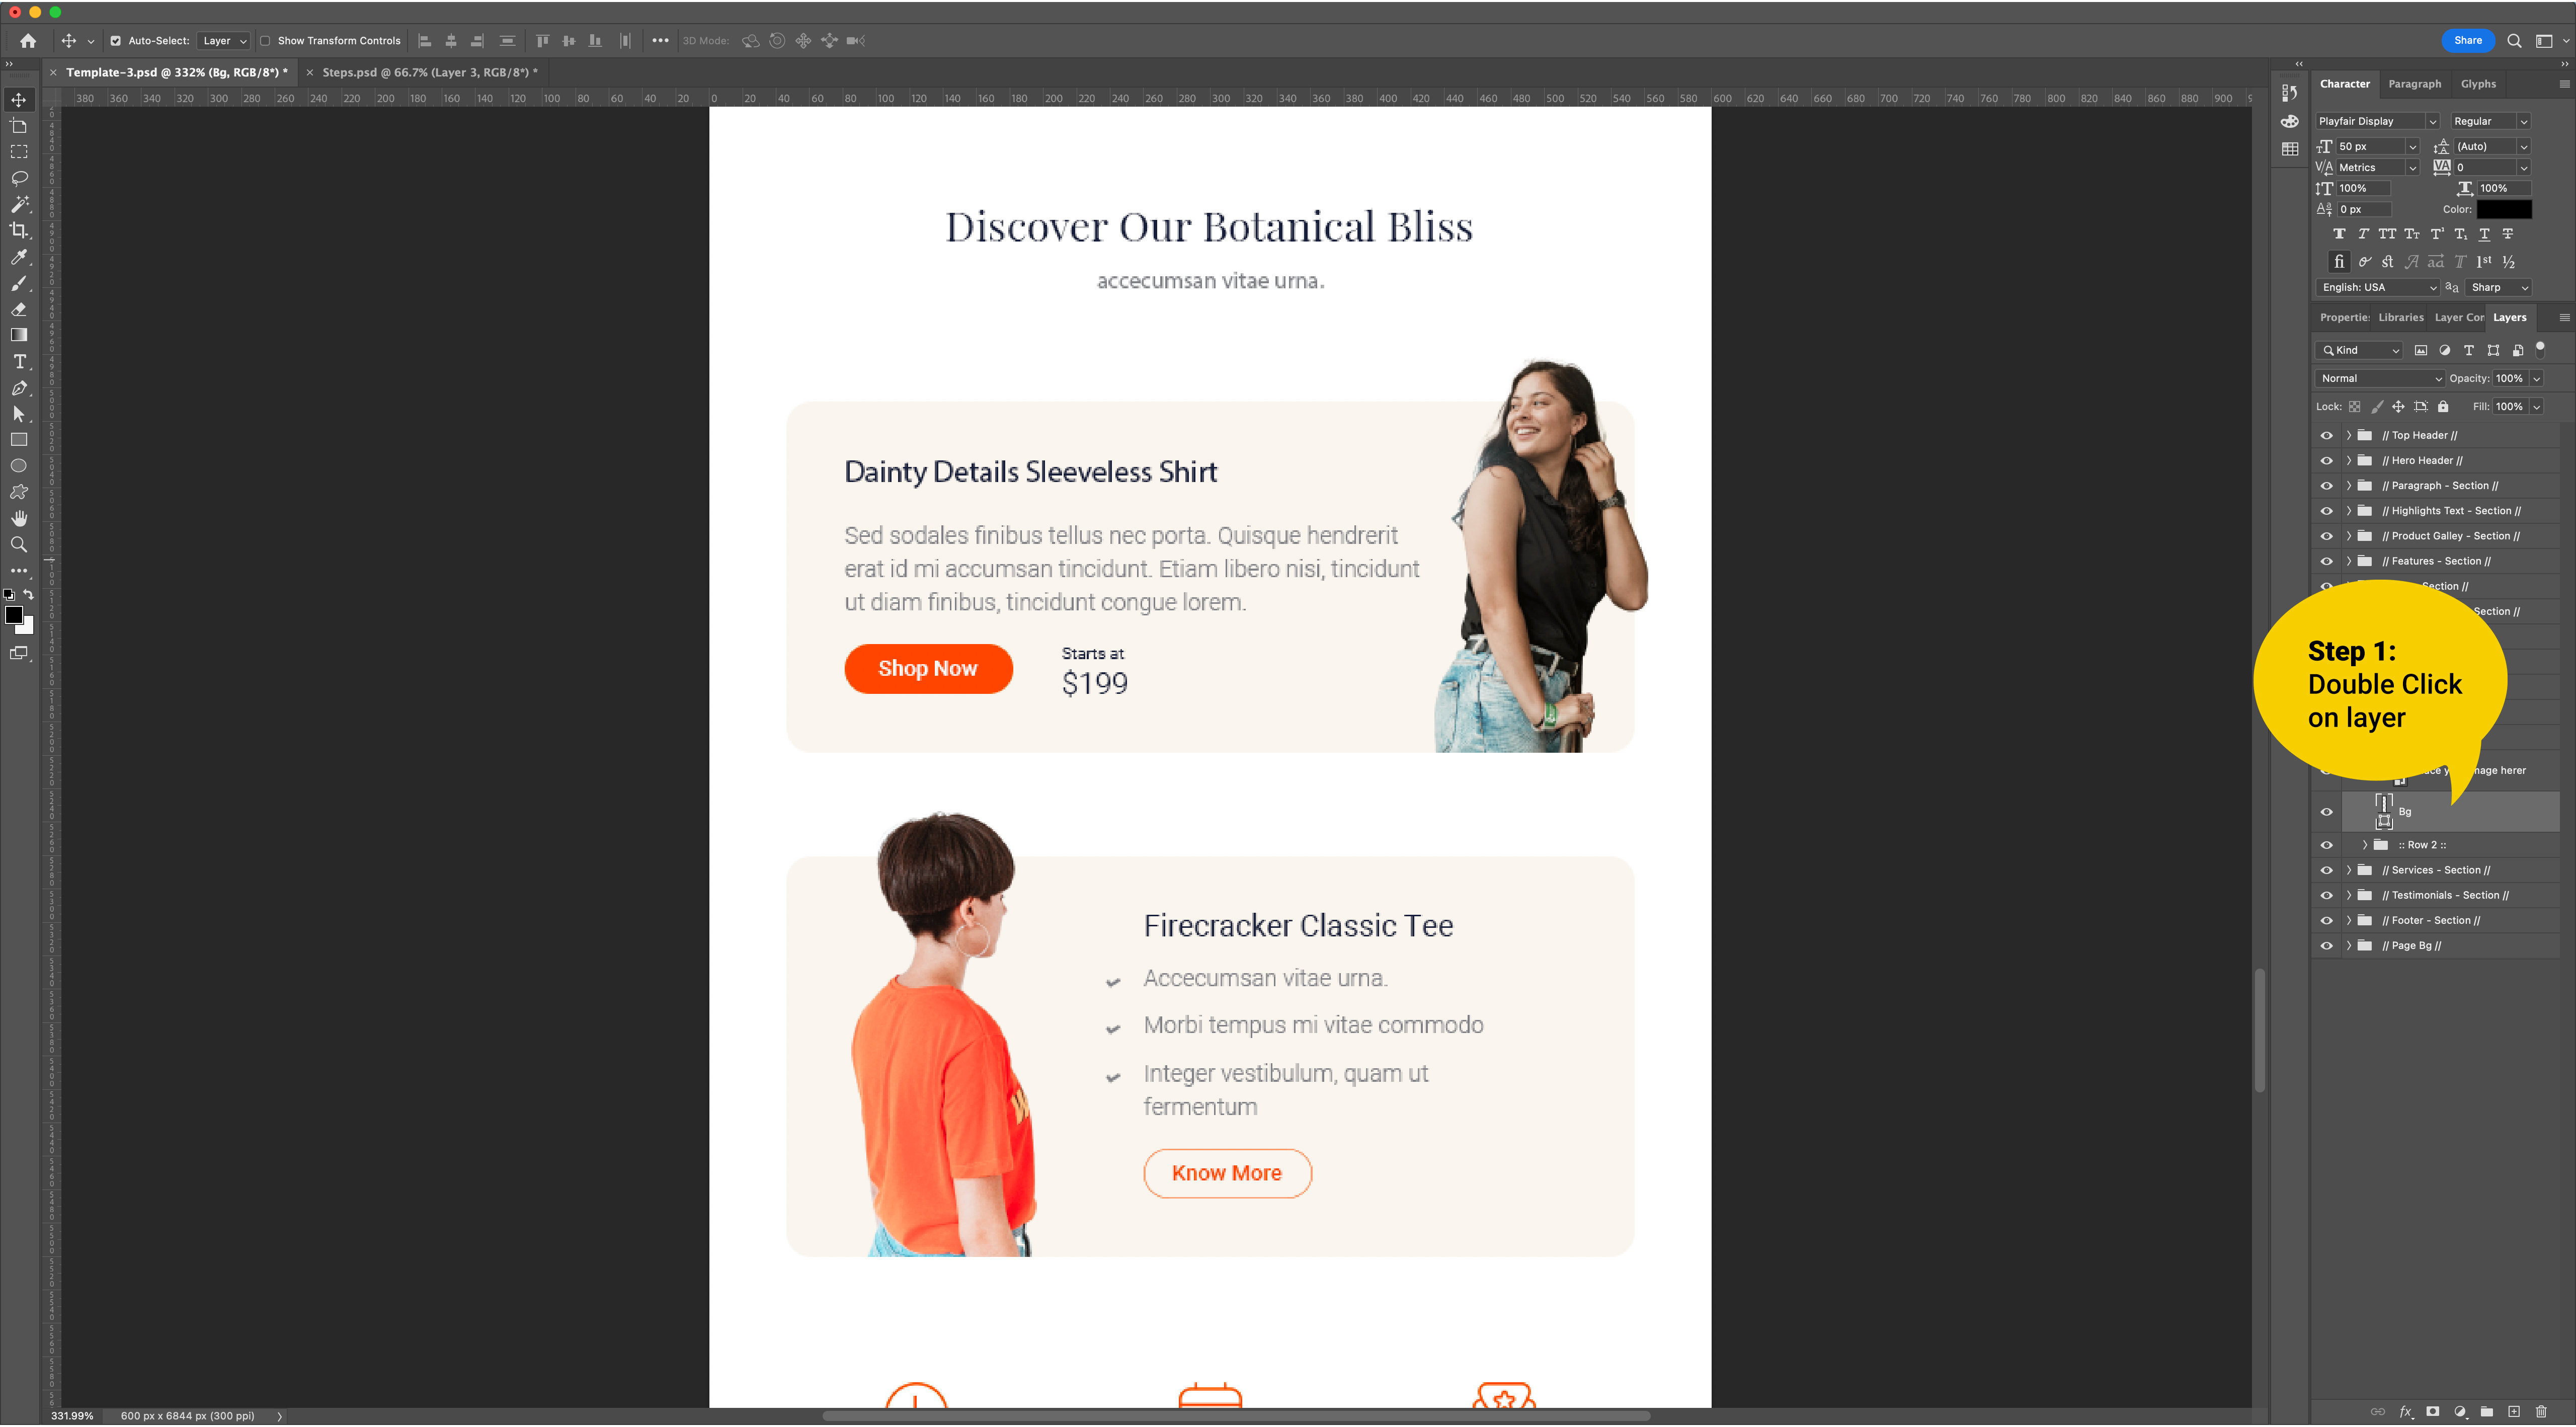 Auto-Select:
Layer
Show Transform Controls
3D Mode:
Share
Template-3.psd @ 332% (Bg, RGB/8*) *
Steps.psd @ 66.7% (Layer 3, RGB/8*) *
380 360 340 320 300 280 260 240 220 200 180 160 140 120 100 80 60 40 20 0 20 40 60 80 100 120 140 160 180 200 220 240 260 280 300 320 340 360 380 400 420 440 460 480 500 520 540 560 580 600 620 640 660 680 700 720 740 760 780 800 820 840 860 880 900
Discover Our Botanical Bliss
accecumsan vitae urna.
Dainty Details Sleeveless Shirt
Sed sodales finibus tellus nec porta. Quisque hendrerit
erat id mi accumsan tincidunt. Etiam libero nisi, tincidunt
ut diam finibus, tincidunt congue lorem.
Shop Now
Starts at
$199
Firecracker Classic Tee
Accecumsan vitae urna.
Morbi tempus mi vitae commodo
Integer vestibulum, quam ut
fermentum
Know More
331.99%
600 px x 6844 px (300 ppi)
Character
Paragraph
Glyphs
Playfair Display
Regular
50 px
(Auto)
Metrics
0
100%
100%
0 px
Color:
English: USA
Sharp
Properties
Libraries
Layer Cor
Layers
Kind
Normal
Opacity: 100%
Lock:
Fill: 100%
// Top Header //
// Hero Header //
// Paragraph - Section //
// Highlights Text - Section //
// Product Galley - Section //
// Features - Section //
Section //
Section //
Step 1:
Double Click
on layer
mage herer
Bg
:: Row 2 ::
// Services - Section //
// Testimonials - Section //
// Footer - Section //
// Page Bg //